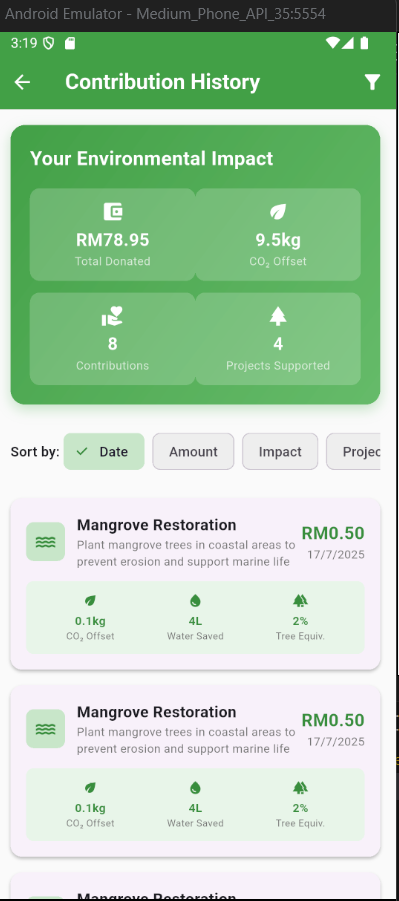 Android Emulator - Medium_Phone_API_35:5554
3:19
Contribution History
Your Environmental Impact
RM78.95
Total Donated
9.5kg
CO₂ Offset
8
Contributions
4
Projects Supported
Sort by: Date Amount Impact Projec
Mangrove Restoration
Plant mangrove trees in coastal areas to
prevent erosion and support marine life
RM0.50
17/7/2025
0.1kg
CO₂ Offset
4L
Water Saved
2%
Tree Equiv.
Mangrove Restoration
Plant mangrove trees in coastal areas to
prevent erosion and support marine life
RM0.50
17/7/2025
0.1kg
CO₂ Offset
4L
Water Saved
2%
Tree Equiv.
Mangrove Restoration